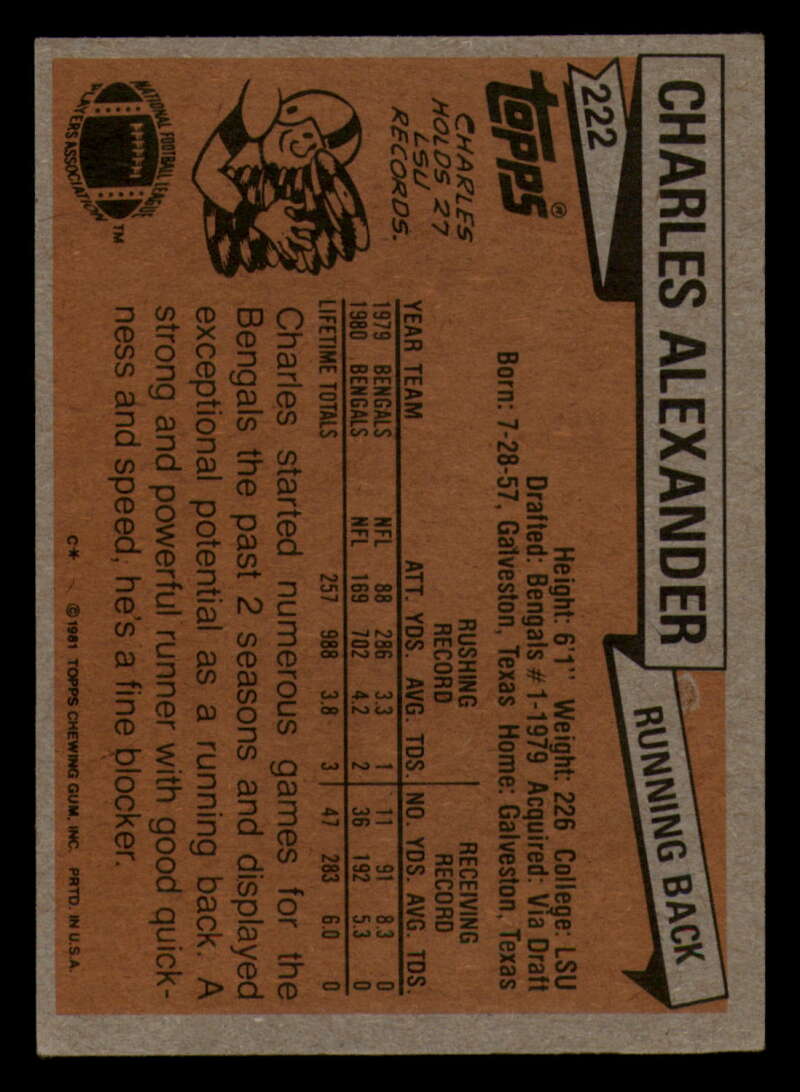 CHARLES ALEXANDER
RUNNING BACK
222
topps®
Height: 6'1" Weight: 226 College: LSU
Drafted: Bengals #1-1979 Acquired: Via Draft
Born: 7-28-57, Galveston, Texas Home: Galveston, Texas
CHARLES
HOLDS 27
LSU
RECORDS.
RUSHING RECEIVING
RECORD RECORD
YEAR TEAM ATT. YDS. AVG. TDS. NO. YDS. AVG. TDS.
1979 BENGALS NFL 88 286 3.3 1 11 91 8.3 0
1980 BENGALS NFL 169 702 4.2 2 36 192 5.3 0
LIFETIME TOTALS 257 988 3.8 3 47 283 6.0 0
Charles started numerous games for the
Bengals the past 2 seasons and displayed
exceptional potential as a running back. A
strong and powerful runner with good quick-
ness and speed, he's a fine blocker.
NATIONAL FOOTBALL LEAGUE
PLAYERS ASSOCIATION
TM
C* ©1981 TOPPS CHEWING GUM, INC. PRTD. IN U.S.A.